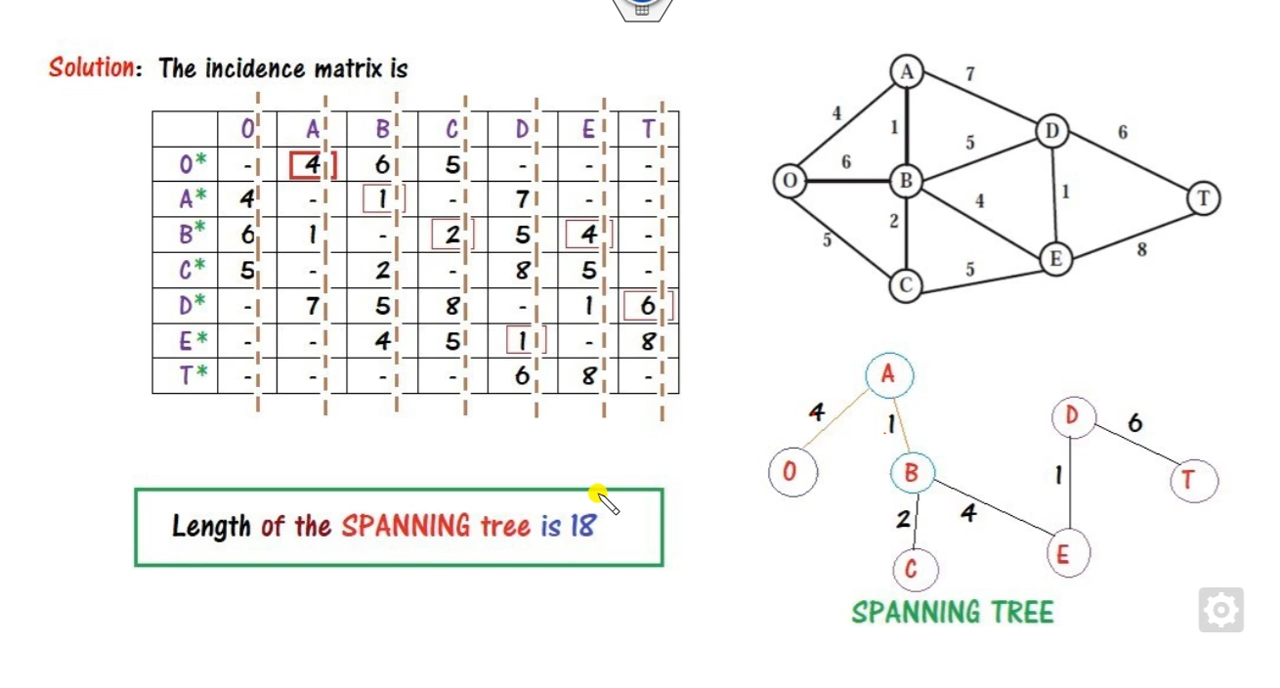 Solution: The incidence matrix is
O A B C D E T
O* - 4 6 5 - - -
A* 4 - 1 - 7 - -
B* 6 1 - 2 5 4 -
C* 5 - 2 - 8 5 -
D* - 7 5 8 - 1 6
E* - - 4 5 1 - 8
T* - - - - 6 8 -
Length of the SPANNING tree is 18
A 7
4 1 D 6
6 5
O B 4 1 T
5 2
E 8
C 5
A
4 1 D 6
O B 1 T
2 4
C E
SPANNING TREE